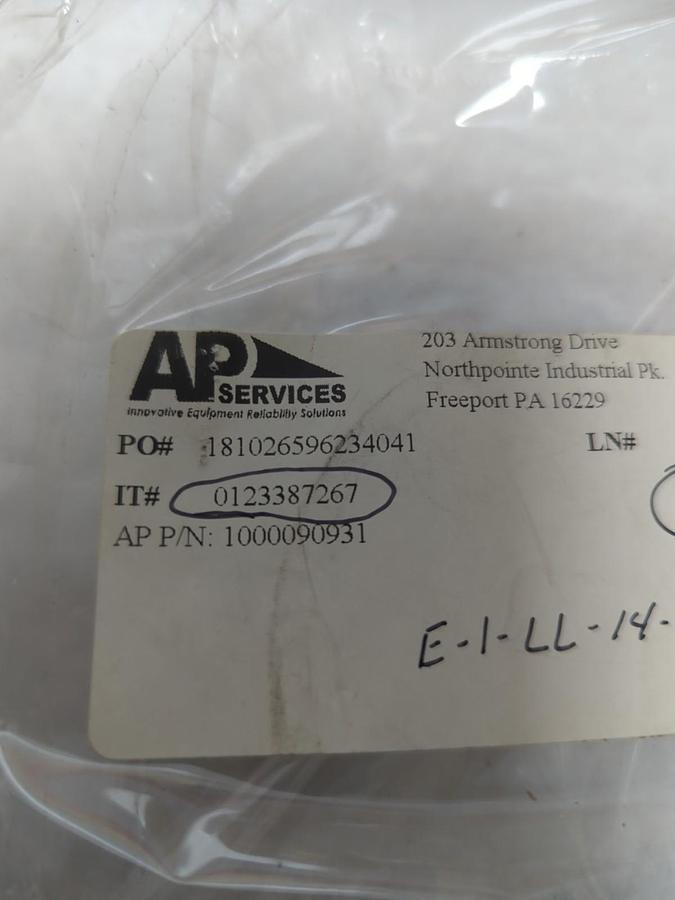 AP SERVICES
Innovative Equipment Reliability Solutions
203 Armstrong Drive
Northpointe Industrial Pk.
Freeport PA 16229
PO# 181026596234041 LN#
IT# 0123387267
AP P/N: 1000090931
E-1-LL-14-